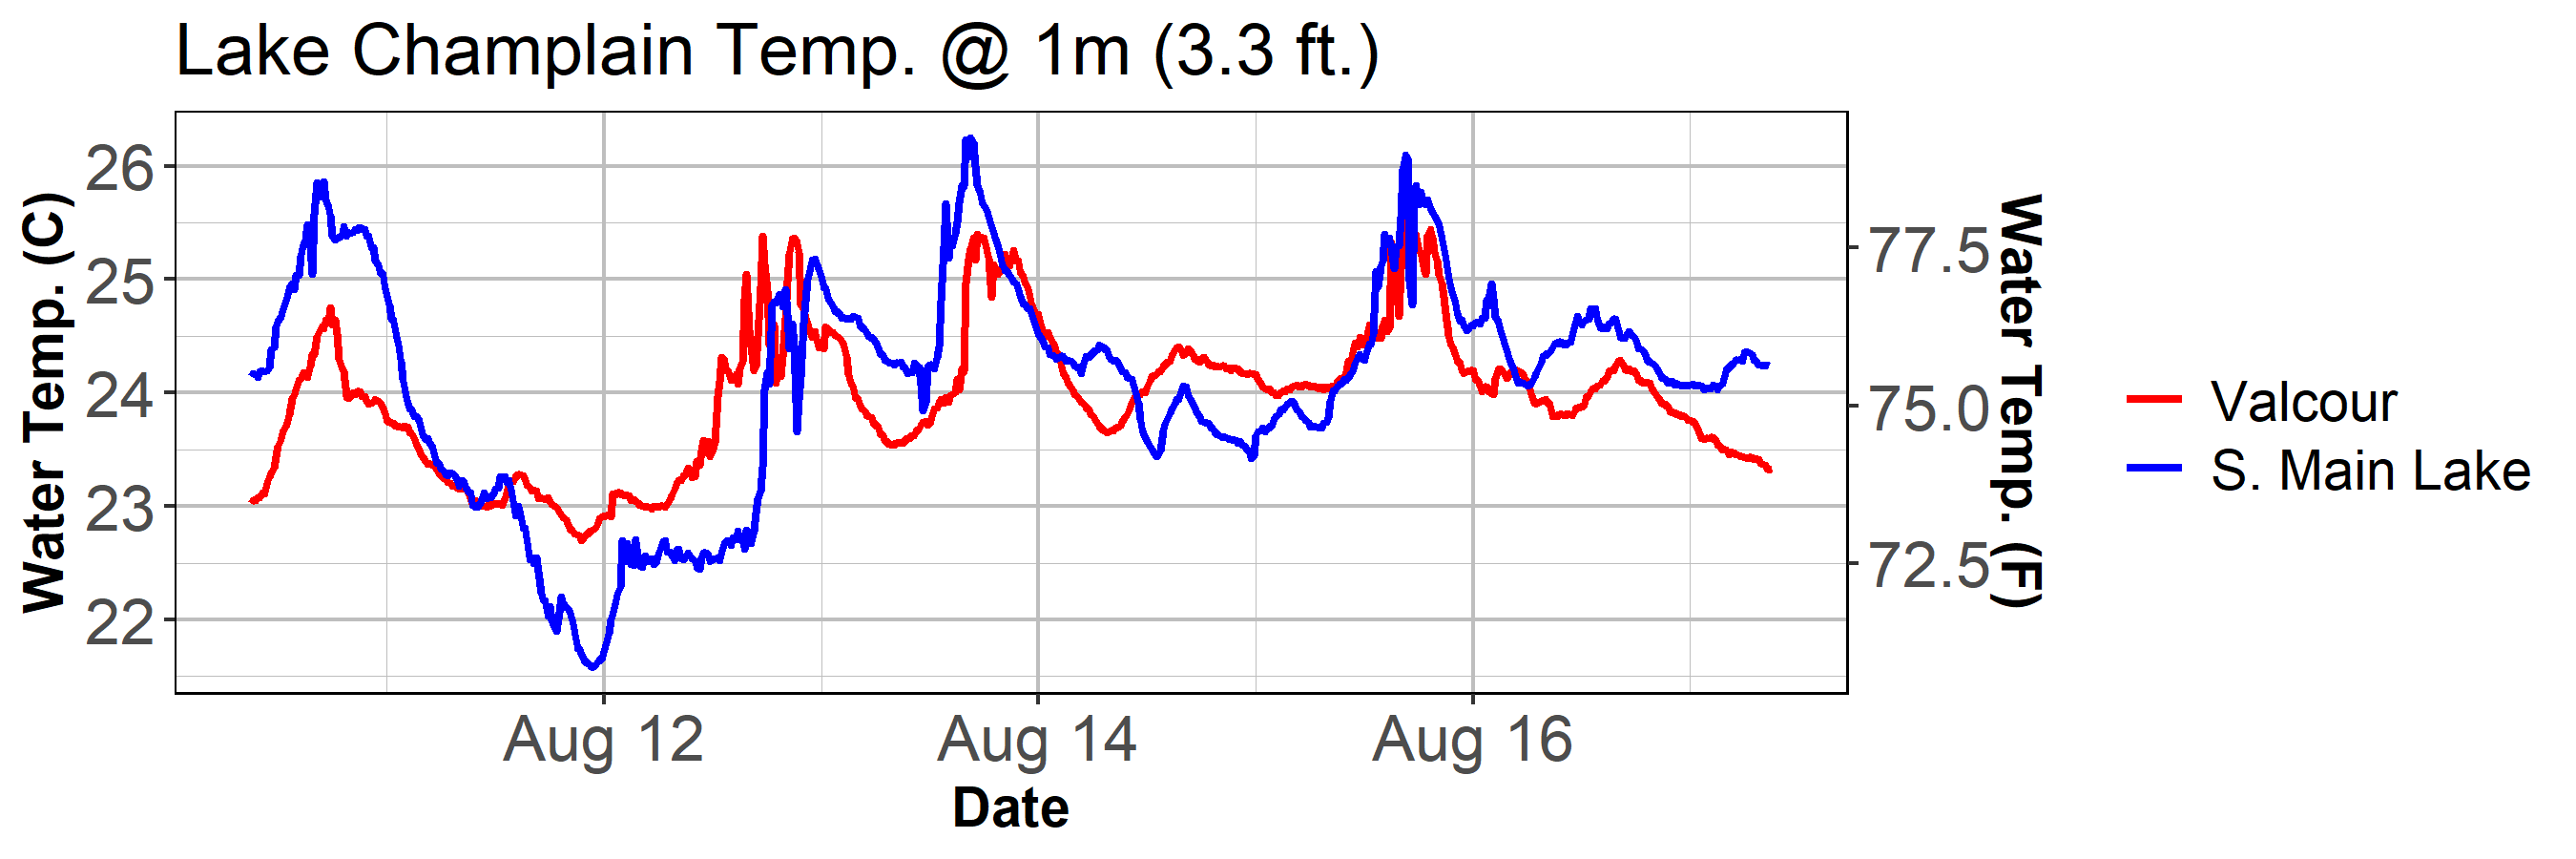 Lake Champlain Temp. @ 1m (3.3 ft.)
Water Temp. (C)
26
25
24
23
22
77.5
75.0
72.5
Water Temp. (F)
Aug 12
Aug 14
Aug 16
Date
Valcour
S. Main Lake